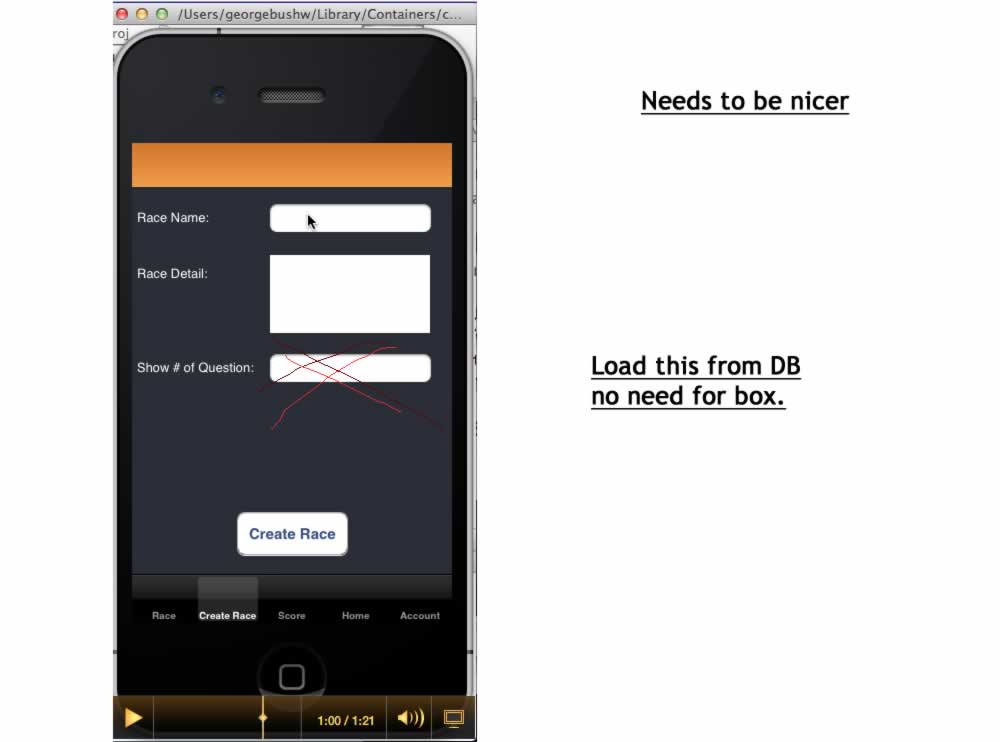 /Users/georgebushw/Library/Containers/c...
roj
Needs to be nicer
Race Name:
Race Detail:
Show # of Question:
Load this from DB
no need for box.
Create Race
Race Create Race Score Home Account
1:00 / 1:21